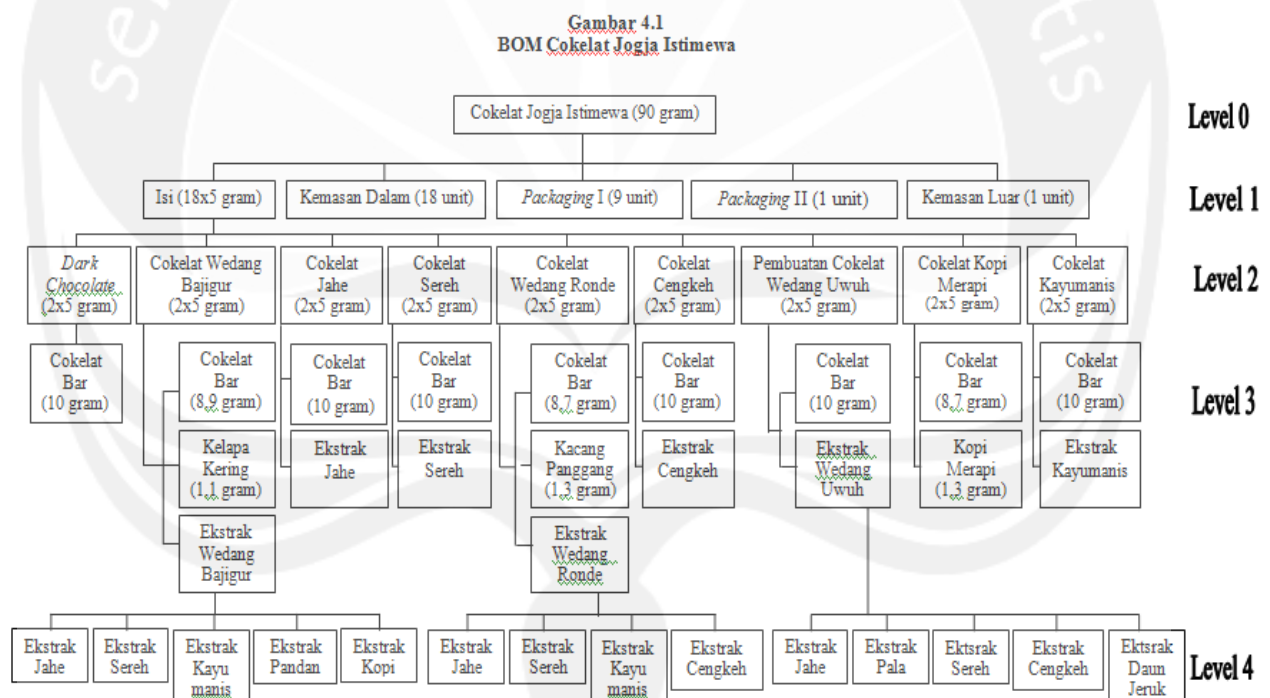 Gambar 4.1
BOM Cokelat Jogja Istimewa
Cokelat Jogja Istimewa (90 gram)
Level 0
Isi (18x5 gram)
Kemasan Dalam (18 unit)
Packaging I (9 unit)
Packaging II (1 unit)
Kemasan Luar (1 unit)
Level 1
Dark
Chocolate
(2x5 gram)
Cokelat Wedang
Bajigur
(2x5 gram)
Cokelat
Jahe
(2x5 gram)
Cokelat
Sereh
(2x5 gram)
Cokelat
Wedang Ronde
(2x5 gram)
Cokelat
Cengkeh
(2x5 gram)
Pembuatan Cokelat
Wedang Uwuh
(2x5 gram)
Cokelat Kopi
Merapi
(2x5 gram)
Cokelat
Kayumanis
(2x5 gram)
Level 2
Cokelat
Bar
(10 gram)
Cokelat
Bar
(8,9 gram)
Cokelat
Bar
(10 gram)
Cokelat
Bar
(10 gram)
Cokelat
Bar
(8,7 gram)
Cokelat
Bar
(10 gram)
Cokelat
Bar
(10 gram)
Cokelat
Bar
(8,7 gram)
Cokelat
Bar
(10 gram)
Level 3
Kelapa
Kering
(1,1 gram)
Ekstrak
Jahe
Ekstrak
Sereh
Kacang
Panggang
(1,3 gram)
Ekstrak
Cengkeh
Ekstrak
Wedang
Uwuh
Kopi
Merapi
(1,3 gram)
Ekstrak
Kayumanis
Ekstrak
Wedang
Bajigur
Ekstrak
Wedang
Ronde
Ekstrak
Jahe
Ekstrak
Sereh
Ekstrak
Kayu
manis
Ekstrak
Pandan
Ekstrak
Kopi
Ekstrak
Jahe
Ekstrak
Sereh
Ekstrak
Kayu
manis
Ekstrak
Cengkeh
Ekstrak
Jahe
Ekstrak
Pala
Ektsrak
Sereh
Ekstrak
Cengkeh
Ektsrak
Daun
Jeruk
Level 4